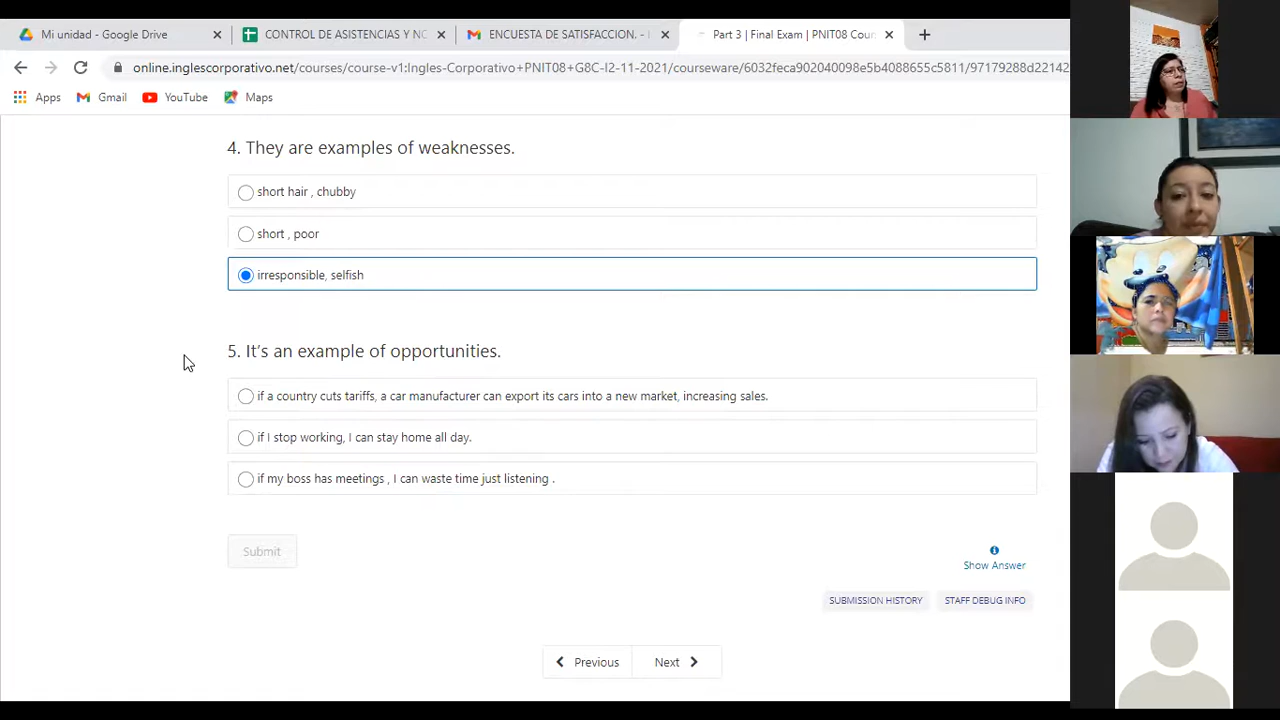 Mi unidad - Google Drive
CONTROL DE ASISTENCIAS Y NO
ENCUESTA DE SATISFACCION. -
Part 3 | Final Exam | PNIT08 Cour
online.inglescorporativo.net/courses/course-v1:Ingles-Corporativo+PNIT08+G8C-I2-11-2021/courseware/6032feca902040098e5b4088655c5811/97179288d22142
Apps Gmail YouTube Maps
4. They are examples of weaknesses.
short hair , chubby
short , poor
irresponsible, selfish
5. It's an example of opportunities.
if a country cuts tariffs, a car manufacturer can export its cars into a new market, increasing sales.
if I stop working, I can stay home all day.
if my boss has meetings , I can waste time just listening .
Submit
Show Answer
SUBMISSION HISTORY STAFF DEBUG INFO
Previous Next